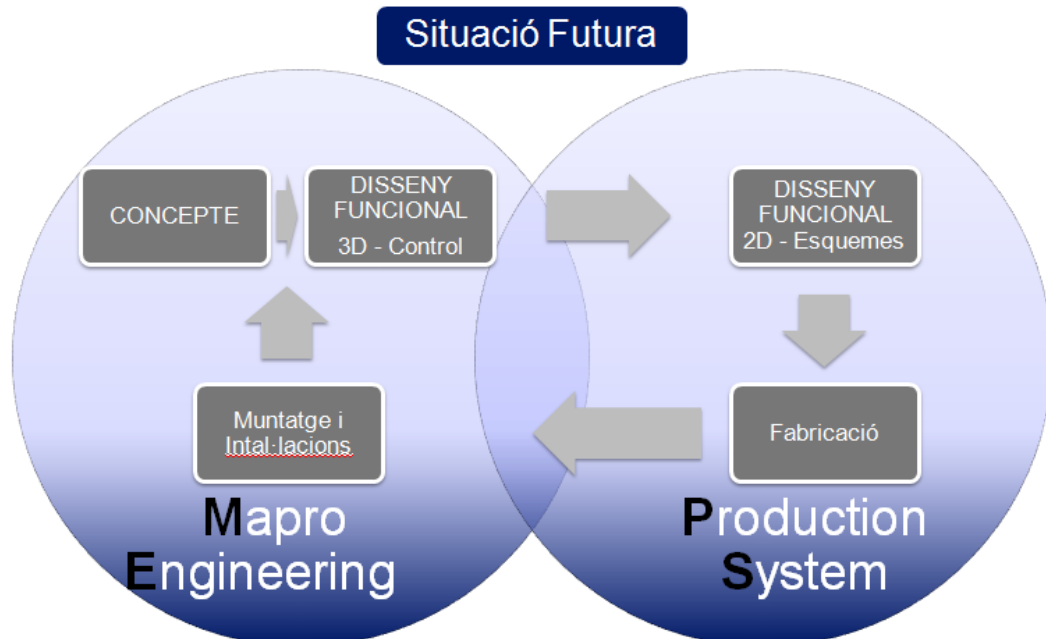 Situació Futura
CONCEPTE
DISSENY
FUNCIONAL
3D - Control
DISSENY
FUNCIONAL
2D - Esquemes
Muntatge i
Intal·lacions
Fabricació
Mapro
Engineering
Production
System